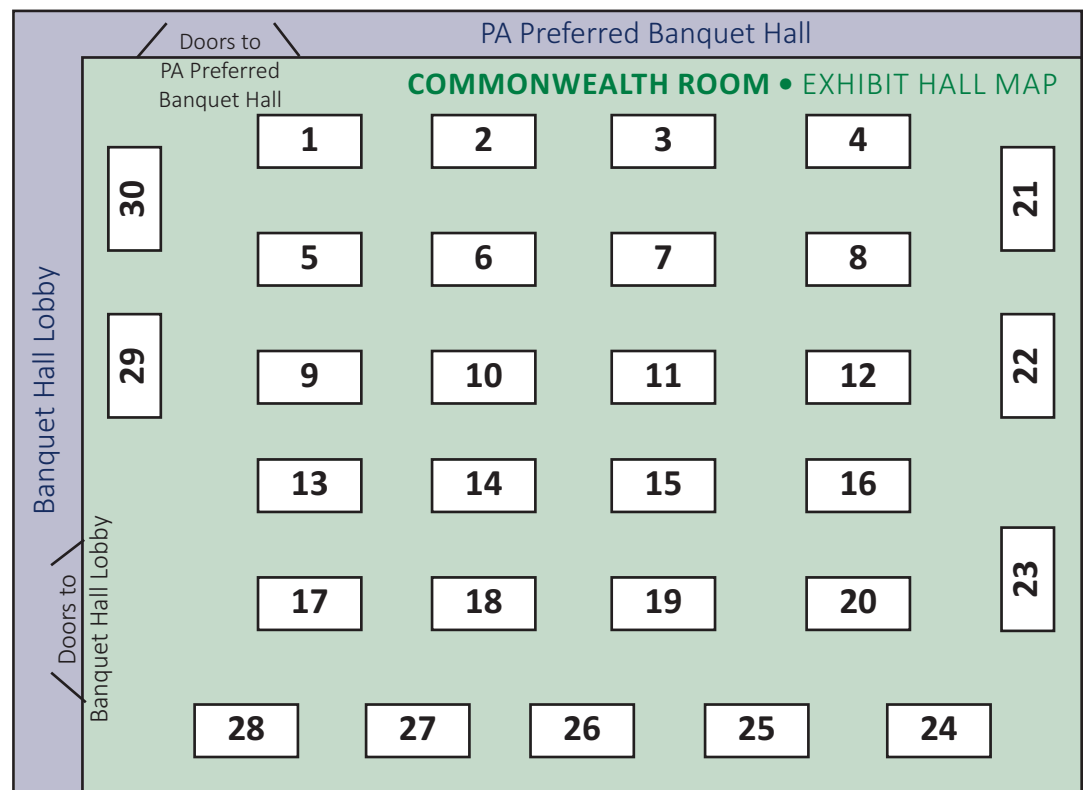 PA Preferred Banquet Hall
Doors to
PA Preferred
Banquet Hall
COMMONWEALTH ROOM • EXHIBIT HALL MAP
1 2 3 4
30
21
5 6 7 8
29
22
9 10 11 12
Banquet Hall Lobby
13 14 15 16
Doors to
Banquet Hall Lobby
23
17 18 19 20
28 27 26 25 24